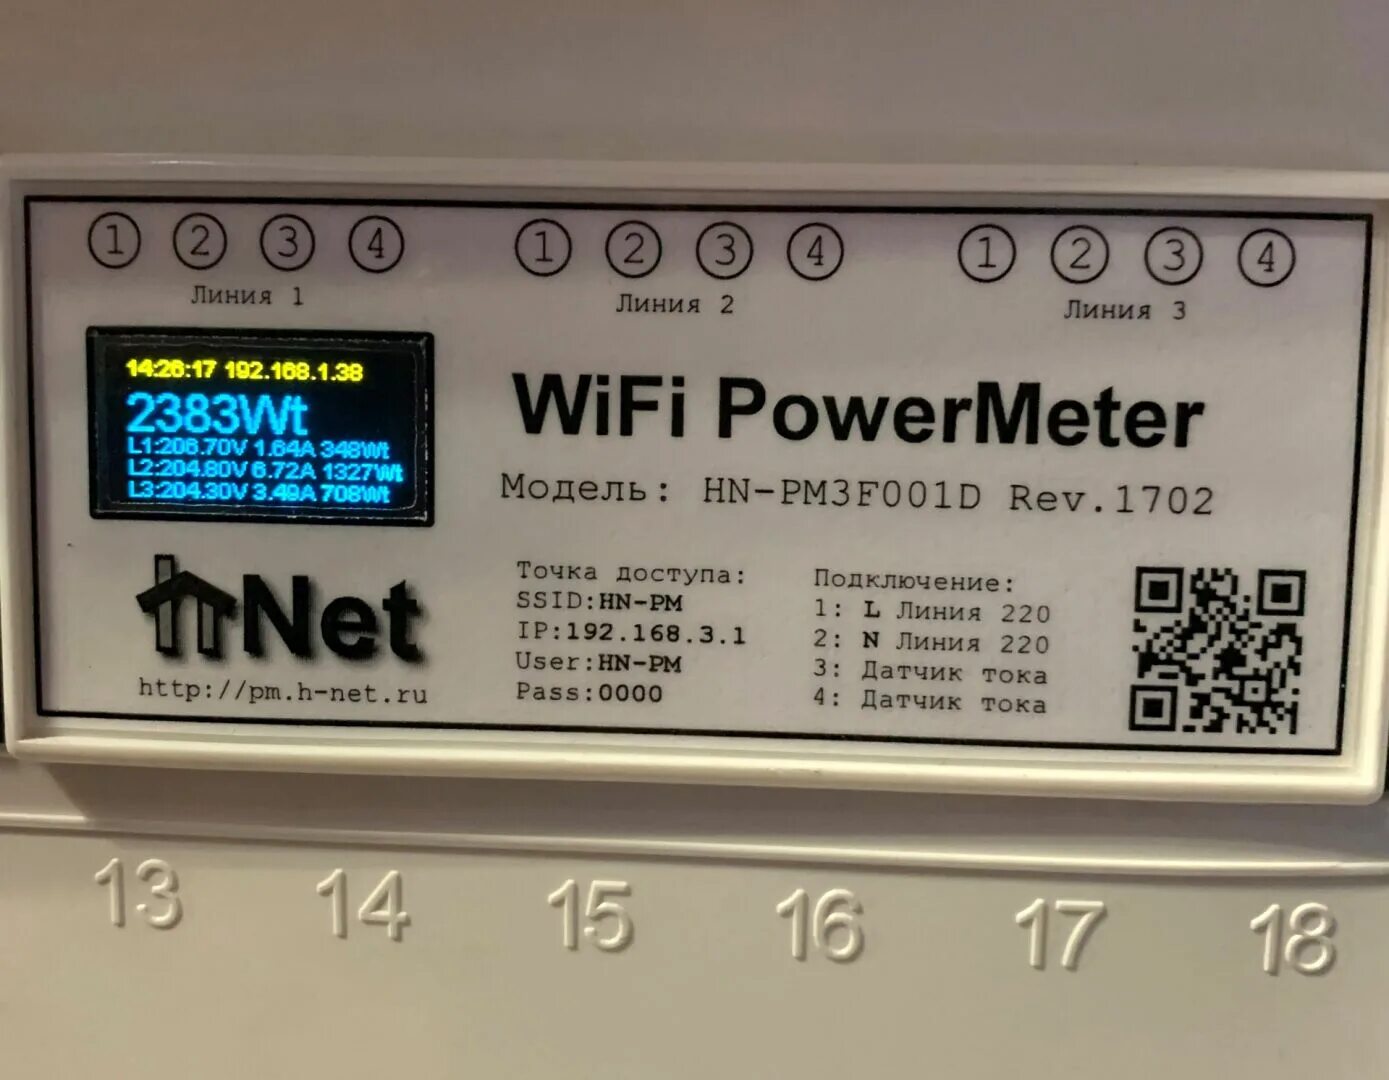 1 2 3 4
Линия 1
1 2 3 4
Линия 2
1 2 3 4
Линия 3
14:26:17 192.168.1.38
2383Wt
L1:206.70V 1.64A 348Wt
L2:204.80V 6.72A 1327Wt
L3:204.30V 3.49A 708Wt
WiFi PowerMeter
Модель: HN-PM3F001D Rev.1702
hNet
http://pm.h-net.ru
Точка доступа:
SSID:HN-PM
IP:192.168.3.1
User:HN-PM
Pass:0000
Подключение:
1: L Линия 220
2: N Линия 220
3: Датчик тока
4: Датчик тока
13 14 15 16 17 18